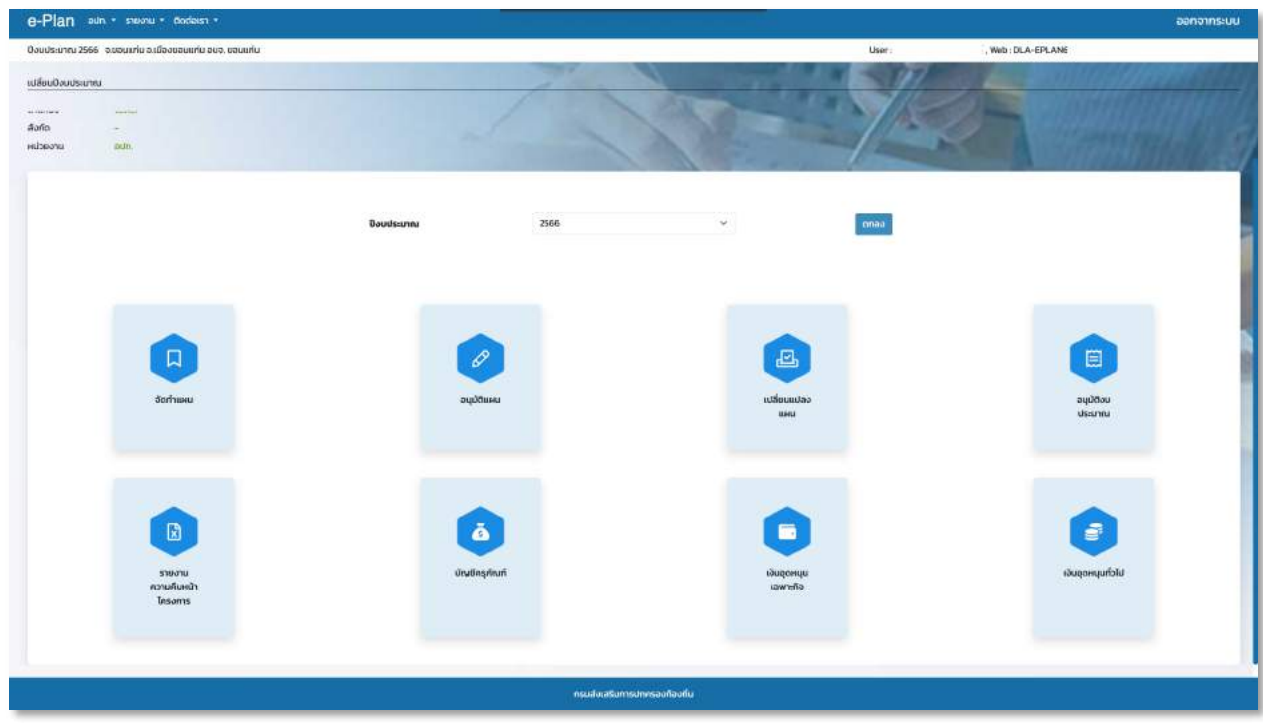 e-Plan อปท. รายงาน ติดต่อเรา ออกจากระบบ
ปีงบประมาณ 2566 จ.ขอนแก่น อ.เมืองขอนแก่น อบจ. ขอนแก่น User : , Web : DLA-EPLAN6
เปลี่ยนปีงบประมาณ
สังกัด -
หน่วยงาน อปท.
ปีงบประมาณ 2566 ตกลง
จัดทำแผน อนุมัติแผน เปลี่ยนแปลง อนุมัติงบ
แผน ประมาณ
รายงาน บัญชีครุภัณฑ์ เงินอุดหนุน เงินอุดหนุนทั่วไป
ความคืบหน้า เฉพาะกิจ
โครงการ
กรมส่งเสริมการปกครองท้องถิ่น